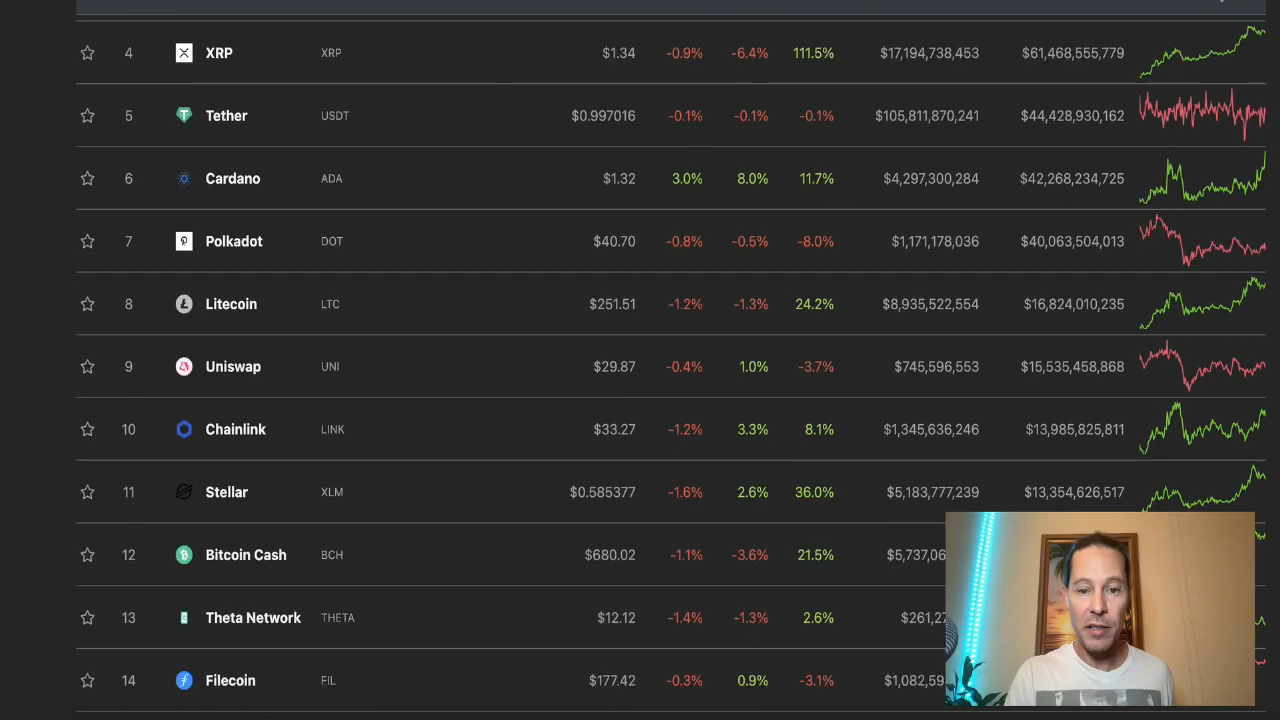 4 XRP XRP $1.34 -0.9% -6.4% 111.5% $17,194,738,453 $61,468,555,779
5 Tether USDT $0.997016 -0.1% -0.1% -0.1% $105,811,870,241 $44,428,930,162
6 Cardano ADA $1.32 3.0% 8.0% 11.7% $4,297,300,284 $42,268,234,725
7 Polkadot DOT $40.70 -0.8% -0.5% -8.0% $1,171,178,036 $40,063,504,013
8 Litecoin LTC $251.51 -1.2% -1.3% 24.2% $8,935,522,554 $16,824,010,235
9 Uniswap UNI $29.87 -0.4% 1.0% -3.7% $745,596,553 $15,535,458,868
10 Chainlink LINK $33.27 -1.2% 3.3% 8.1% $1,345,636,246 $13,985,825,811
11 Stellar XLM $0.585377 -1.6% 2.6% 36.0% $5,183,777,239 $13,354,626,517
12 Bitcoin Cash BCH $680.02 -1.1% -3.6% 21.5% $5,737,06
13 Theta Network THETA $12.12 -1.4% -1.3% 2.6% $261,27
14 Filecoin FIL $177.42 -0.3% 0.9% -3.1% $1,082,59